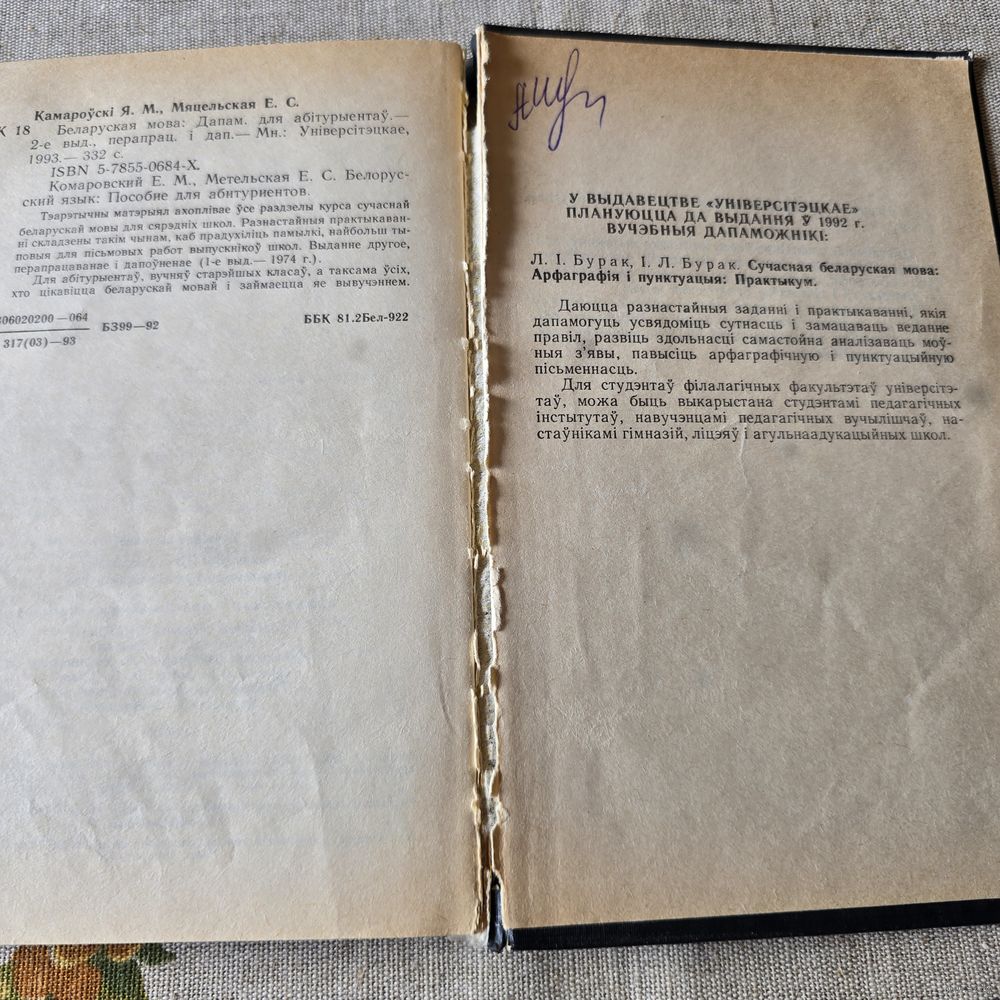 Камароўскі Я. М., Мяцельская Е. С.
К 18 Беларуская мова: Дапам. для абітурыентаў.—
2-е выд., перапрац. і дап.— Мн.: Універсітэцкае,
1993.— 332 с.
ISBN 5-7855-0684-X.
Комаровский Е. М., Метельская Е. С. Белорус-
ский язык: Пособие для абитуриентов.
Тэарэтычны матэрыял ахоплівае ўсе раздзелы курса сучаснай
беларускай мовы для сярэдніх школ. Разнастайныя практыкаван-
ні складзены такім чынам, каб прадухіліць памылкі, найбольш ты-
повыя для пісьмовых работ выпускнікоў школ. Выданне другое,
перапрацаванае і дапоўненае (1-е выд.— 1974 г.).
Для абітурыентаў, вучняў старэйшых класаў, а таксама ўсіх,
хто цікавіцца беларускай мовай і займаецца яе вывучэннем.
306020200—064
317(03)—93
БЗ99—92
ББК 81.2Бел-922
У ВЫДАВЕЦТВЕ «УНІВЕРСІТЭЦКАЕ»
ПЛАНУЮЦЦА ДА ВЫДАННЯ Ў 1992 г.
ВУЧЭБНЫЯ ДАПАМОЖНІКІ:
Л. І. Бурак, І. Л. Бурак. Сучасная беларуская мова:
Арфаграфія і пунктуацыя: Практыкум.
Даюцца разнастайныя заданні і практыкаванні, якія
дапамогуць усвядоміць сутнасць і замацаваць веданне
правіл, развіць здольнасці самастойна аналізаваць моў-
ныя з'явы, павысіць арфаграфічную і пунктуацыйную
пісьменнасць.
Для студэнтаў філалагічных факультэтаў універсітэ-
таў, можа быць выкарыстана студэнтамі педагагічных
інстытутаў, навучэнцамі педагагічных вучылішчаў, на-
стаўнікамі гімназій, ліцэяў і агульнаадукацыйных школ.